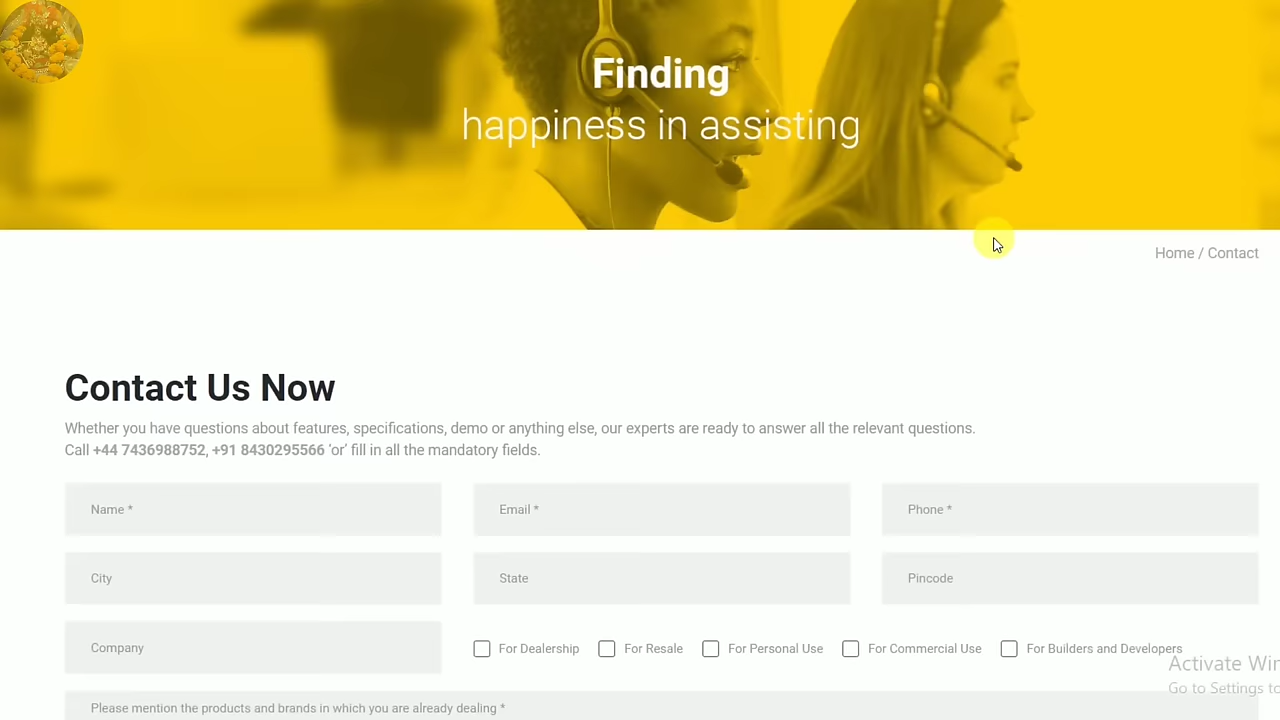 Finding
happiness in assisting
Home / Contact
Contact Us Now
Whether you have questions about features, specifications, demo or anything else, our experts are ready to answer all the relevant questions.
Call +44 7436988752, +91 8430295566 'or' fill in all the mandatory fields.
Name * Email * Phone *
City State Pincode
Company For Dealership For Resale For Personal Use For Commercial Use For Builders and Developers
Activate Win
Go to Settings to
Please mention the products and brands in which you are already dealing *